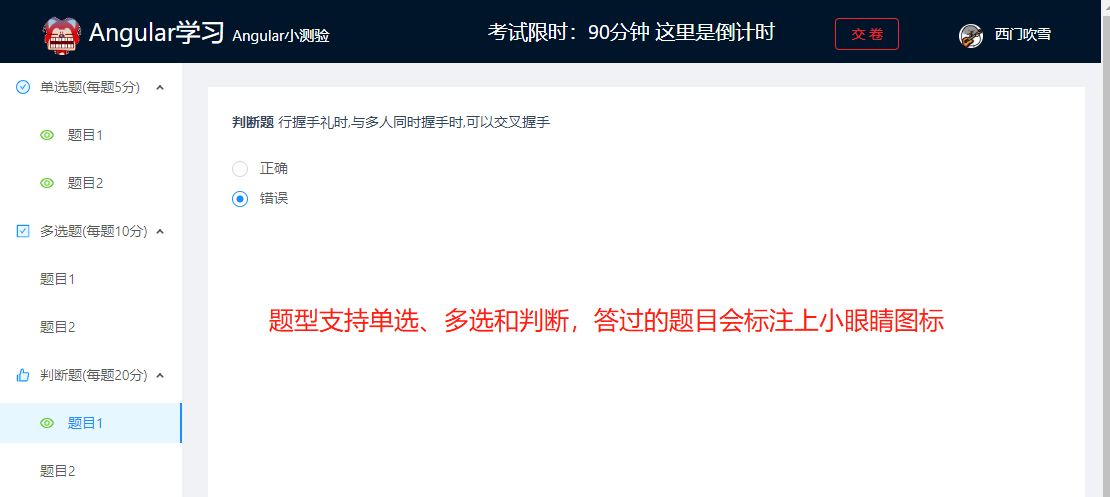 Angular学习 Angular小测验 考试限时：90分钟 这里是倒计时 交 卷 西门吹雪
单选题(每题5分)
题目1
题目2
多选题(每题10分)
题目1
题目2
判断题(每题20分)
题目1
题目2
判断题 行握手礼时,与多人同时握手时,可以交叉握手
正确
错误
题型支持单选、多选和判断，答过的题目会标注上小眼睛图标